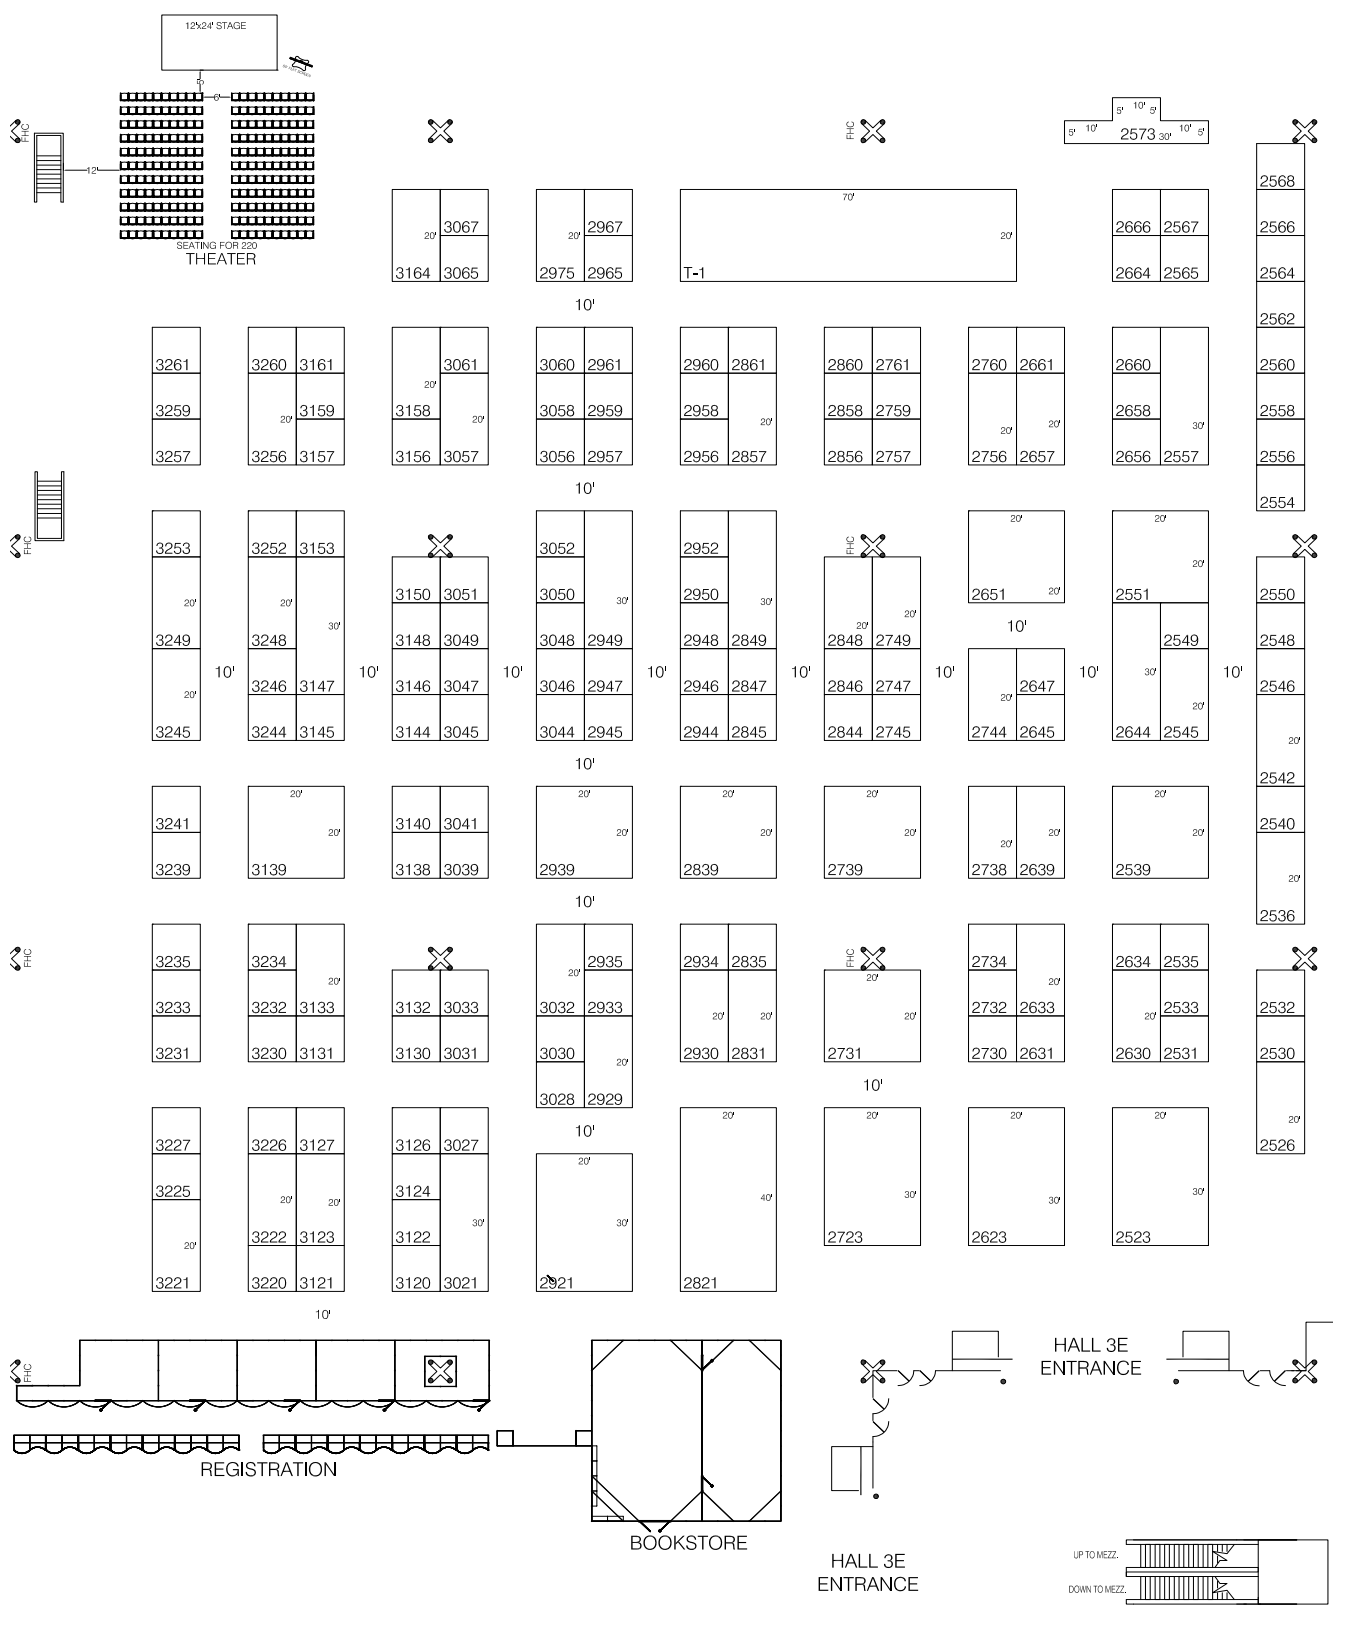 12'x24' STAGE
5'
6'
FHC
12'
SEATING FOR 220
THEATER
FHC
10'
5' 5'
5' 10' 10' 5'
2573 30'
2568
70'
3067 2967 2666 2567 2566
20' 20' 20'
3164 3065 2975 2965 T-1 2664 2565 2564
10'
2562
3261 3260 3161 3061 3060 2961 2960 2861 2860 2761 2760 2661 2660 2560
20'
3259 3159 3158 3058 2959 2958 2858 2759 2658 2558
20' 20' 20' 20' 20' 30'
3257 3256 3157 3156 3057 3056 2957 2956 2857 2856 2757 2756 2657 2656 2557 2556
10'
2554
20' 20'
FHC FHC
3253 3252 3153 3052 2952
20'
3150 3051 3050 2950 2651 20' 2551 2550
20' 20' 30' 30'
30' 20' 20' 10'
3249 3248 3148 3049 3048 2949 2948 2849 2848 2749 2549 2548
10' 10' 10' 10' 10' 10' 10' 30' 10'
3246 3147 3146 3047 3046 2947 2946 2847 2846 2747 2647 2546
20' 20' 20'
3245 3244 3145 3144 3045 3044 2945 2944 2845 2844 2745 2744 2645 2644 2545 20'
10'
2542
20' 20' 20' 20' 20'
3241 3140 3041 2540
20' 20' 20' 20' 20' 20' 20'
3239 3139 3138 3039 2939 2839 2739 2738 2639 2539 20'
10'
2536
FHC FHC
3235 3234 2935 2934 2835 2734 2634 2535
20' 20' 20' 20'
3233 3232 3133 3132 3033 3032 2933 2732 2633 2533 2532
20' 20' 20' 20'
3231 3230 3131 3130 3031 3030 2930 2831 2731 2730 2631 2630 2531 2530
20'
10'
3028 2929
20' 20' 20' 20' 20'
10'
3227 3226 3127 3126 3027 2526
20'
3225 3124
20' 20' 40' 30' 30' 30'
30' 30'
3222 3123 3122 2723 2623 2523
20'
3221 3220 3121 3120 3021 2921 2821
10'
HALL 3E
ENTRANCE
FHC
REGISTRATION
BOOKSTORE
HALL 3E
ENTRANCE
UP TO MEZZ.
DOWN TO MEZZ.